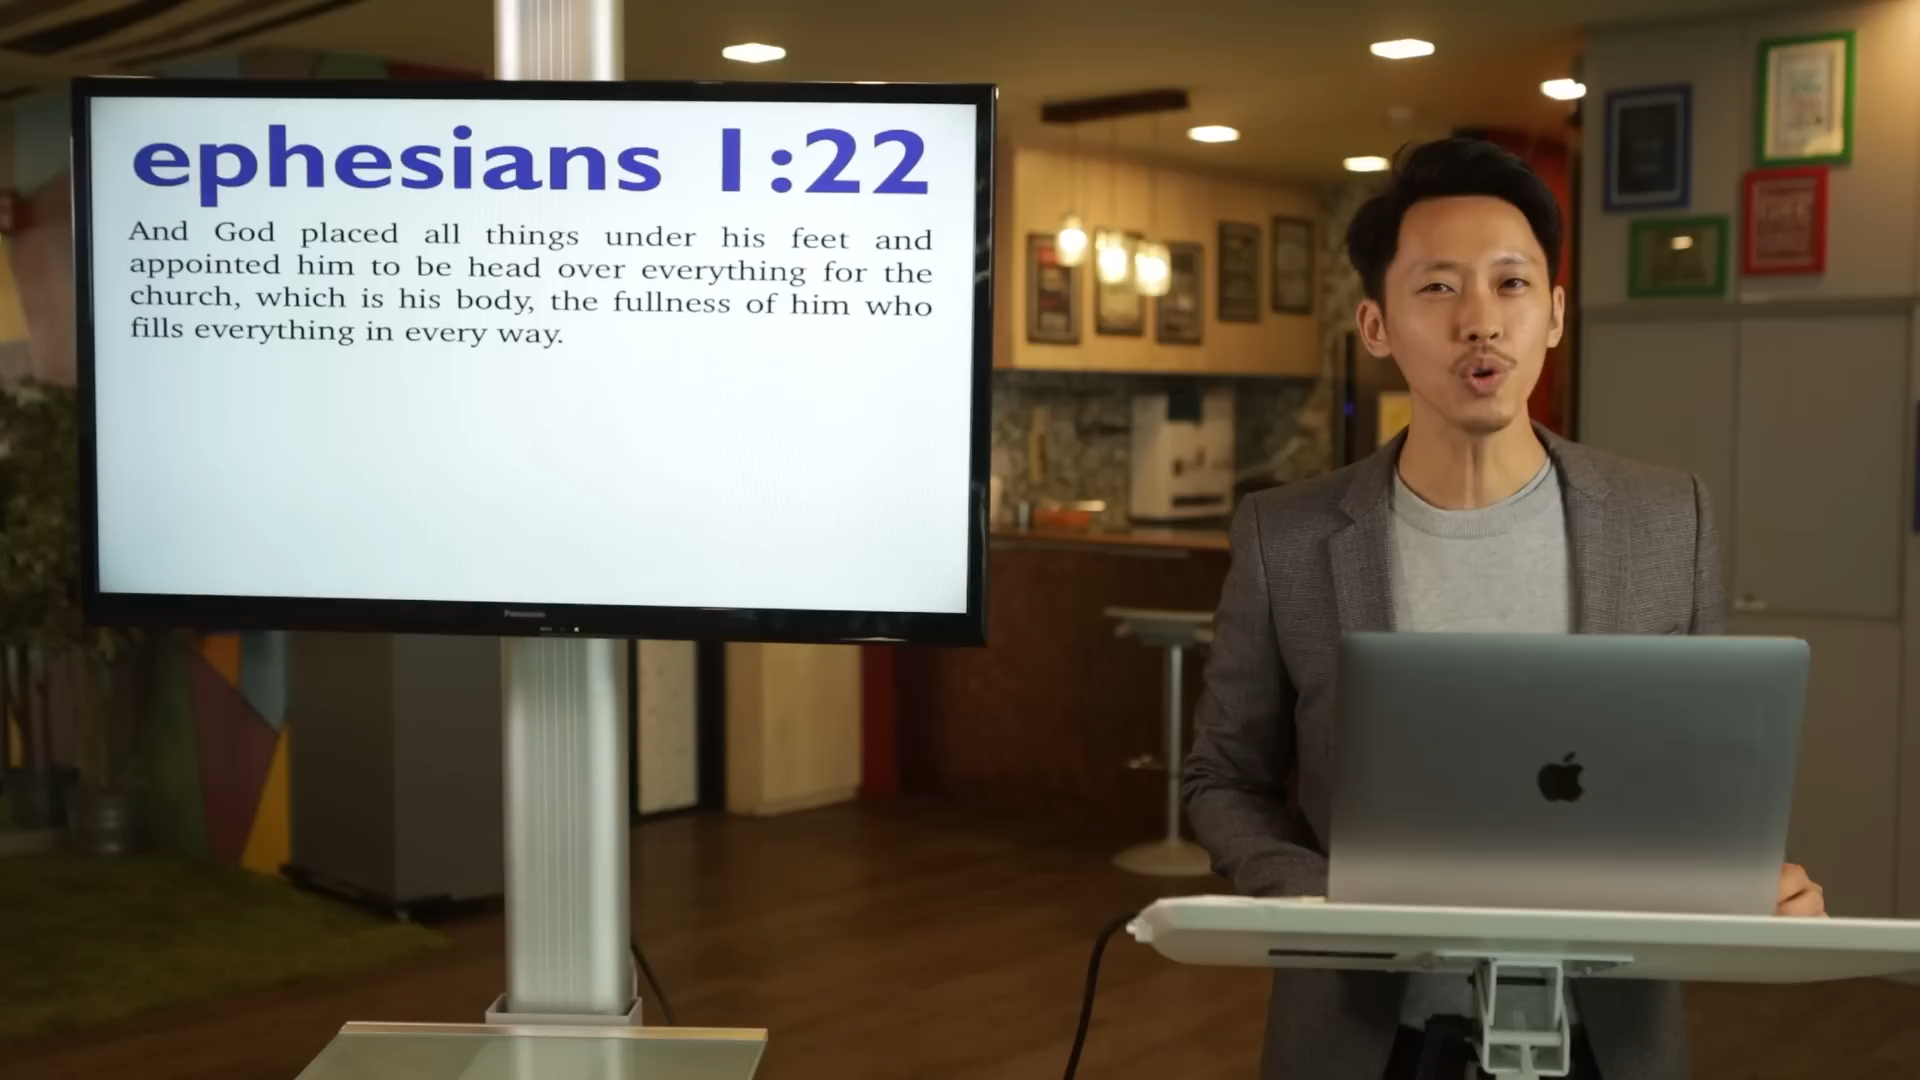 ephesians 1:22
And God placed all things under his feet and
appointed him to be head over everything for the
church, which is his body, the fullness of him who
fills everything in every way.
Panasonic